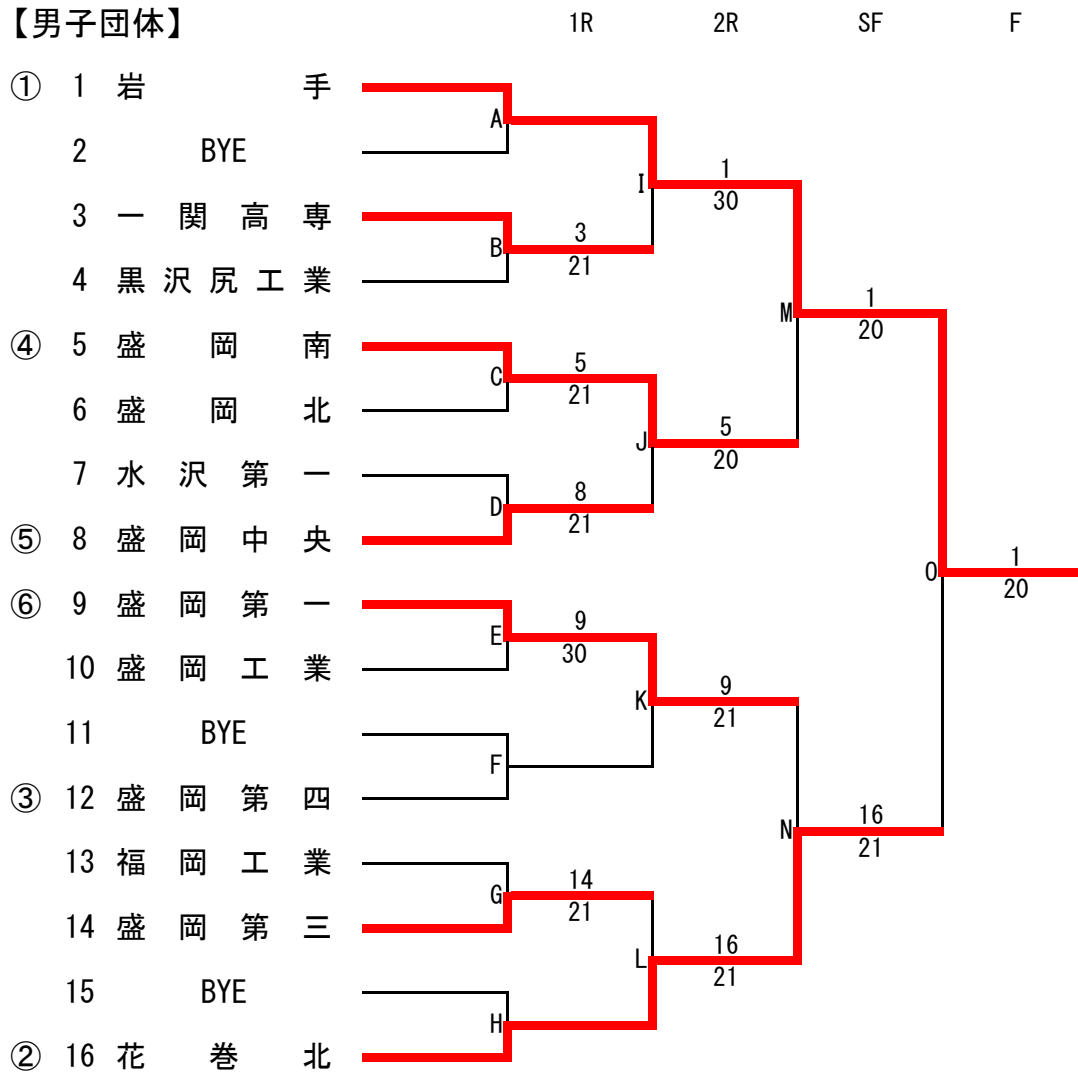 【男子団体】 1R 2R SF F
① 1 岩手
A
2 BYE
I
1
30
3 一関高専
B
3
21
4 黒沢尻工業
M
1
20
④ 5 盛岡南
C
5
21
6 盛岡北
J
5
20
7 水沢第一
D
8
21
⑤ 8 盛岡中央
O
1
20
⑥ 9 盛岡第一
E
9
30
10 盛岡工業
K
9
21
11 BYE
F
③ 12 盛岡第四
N
16
21
13 福岡工業
G
14
21
14 盛岡第三
L
16
21
15 BYE
H
② 16 花巻北